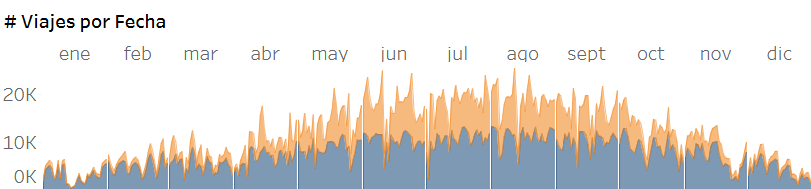 # Viajes por Fecha
ene feb mar abr may jun jul ago sept oct nov dic
20K
10K
0K